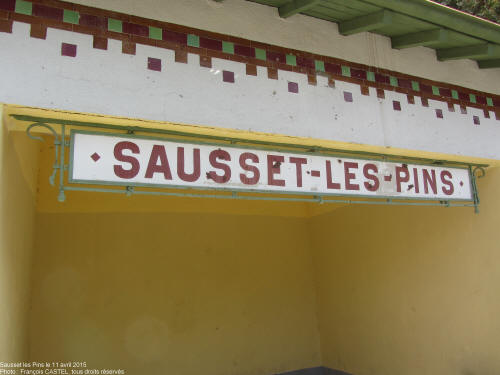 SAUSSET-LES-PINS
Sausset les Pins le 11 avril 2015
Photo : François CASTEL, tous droits réservés